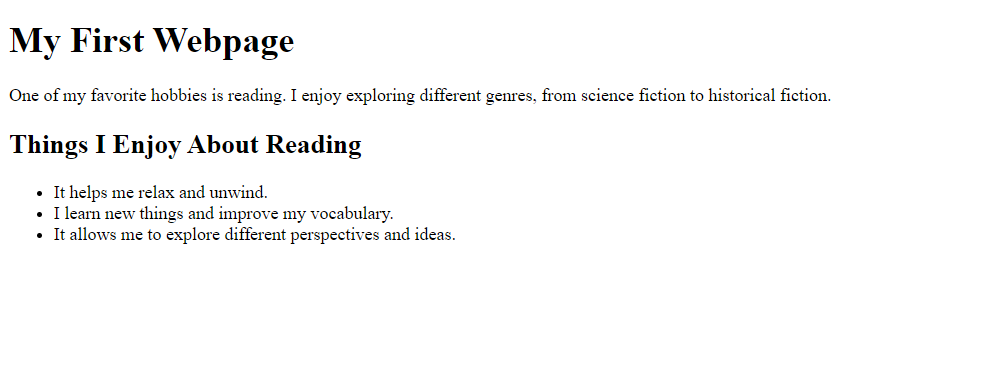 My First Webpage
One of my favorite hobbies is reading. I enjoy exploring different genres, from science fiction to historical fiction.
Things I Enjoy About Reading
• It helps me relax and unwind.
• I learn new things and improve my vocabulary.
• It allows me to explore different perspectives and ideas.